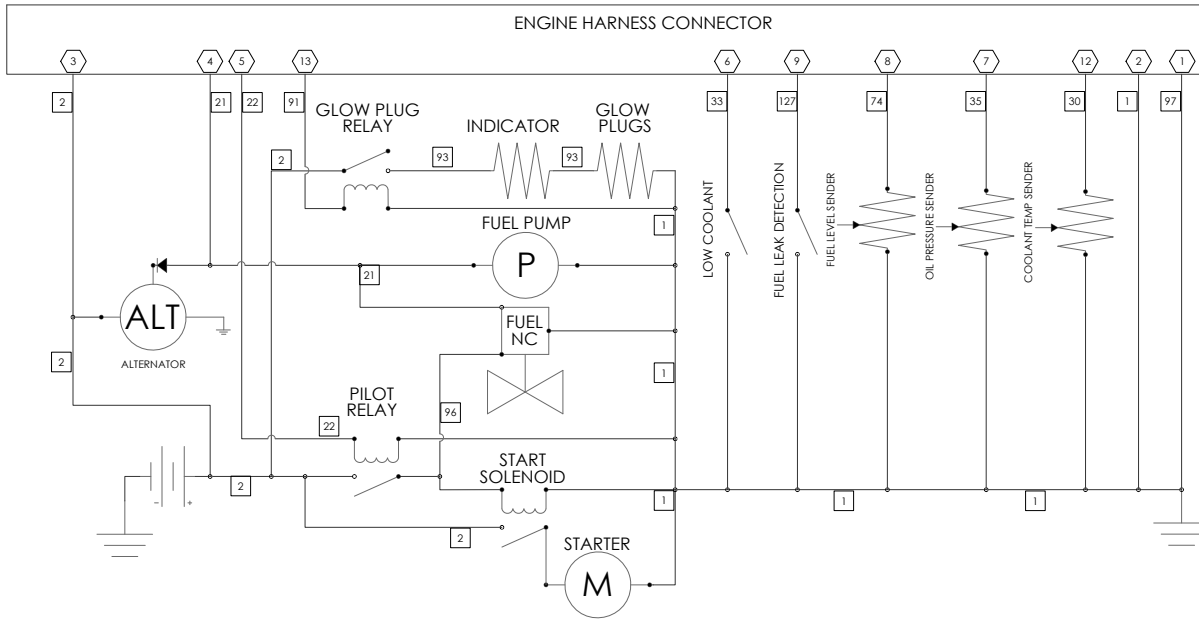 ENGINE HARNESS CONNECTOR
3 4 5 13 6 9 8 7 12 2 1
2 21 22 91 33 127 74 35 30 1 97
GLOW PLUG
RELAY
INDICATOR
GLOW
PLUGS
2
93
93
LOW COOLANT
FUEL LEAK DETECTION
FUEL LEVEL SENDER
OIL PRESSURE SENDER
COOLANT TEMP SENDER
FUEL PUMP
1
P
21
ALT
ALTERNATOR
FUEL
NC
2
1
PILOT
RELAY
22
96
START
SOLENOID
- +
2
1
1
1
2
STARTER
M